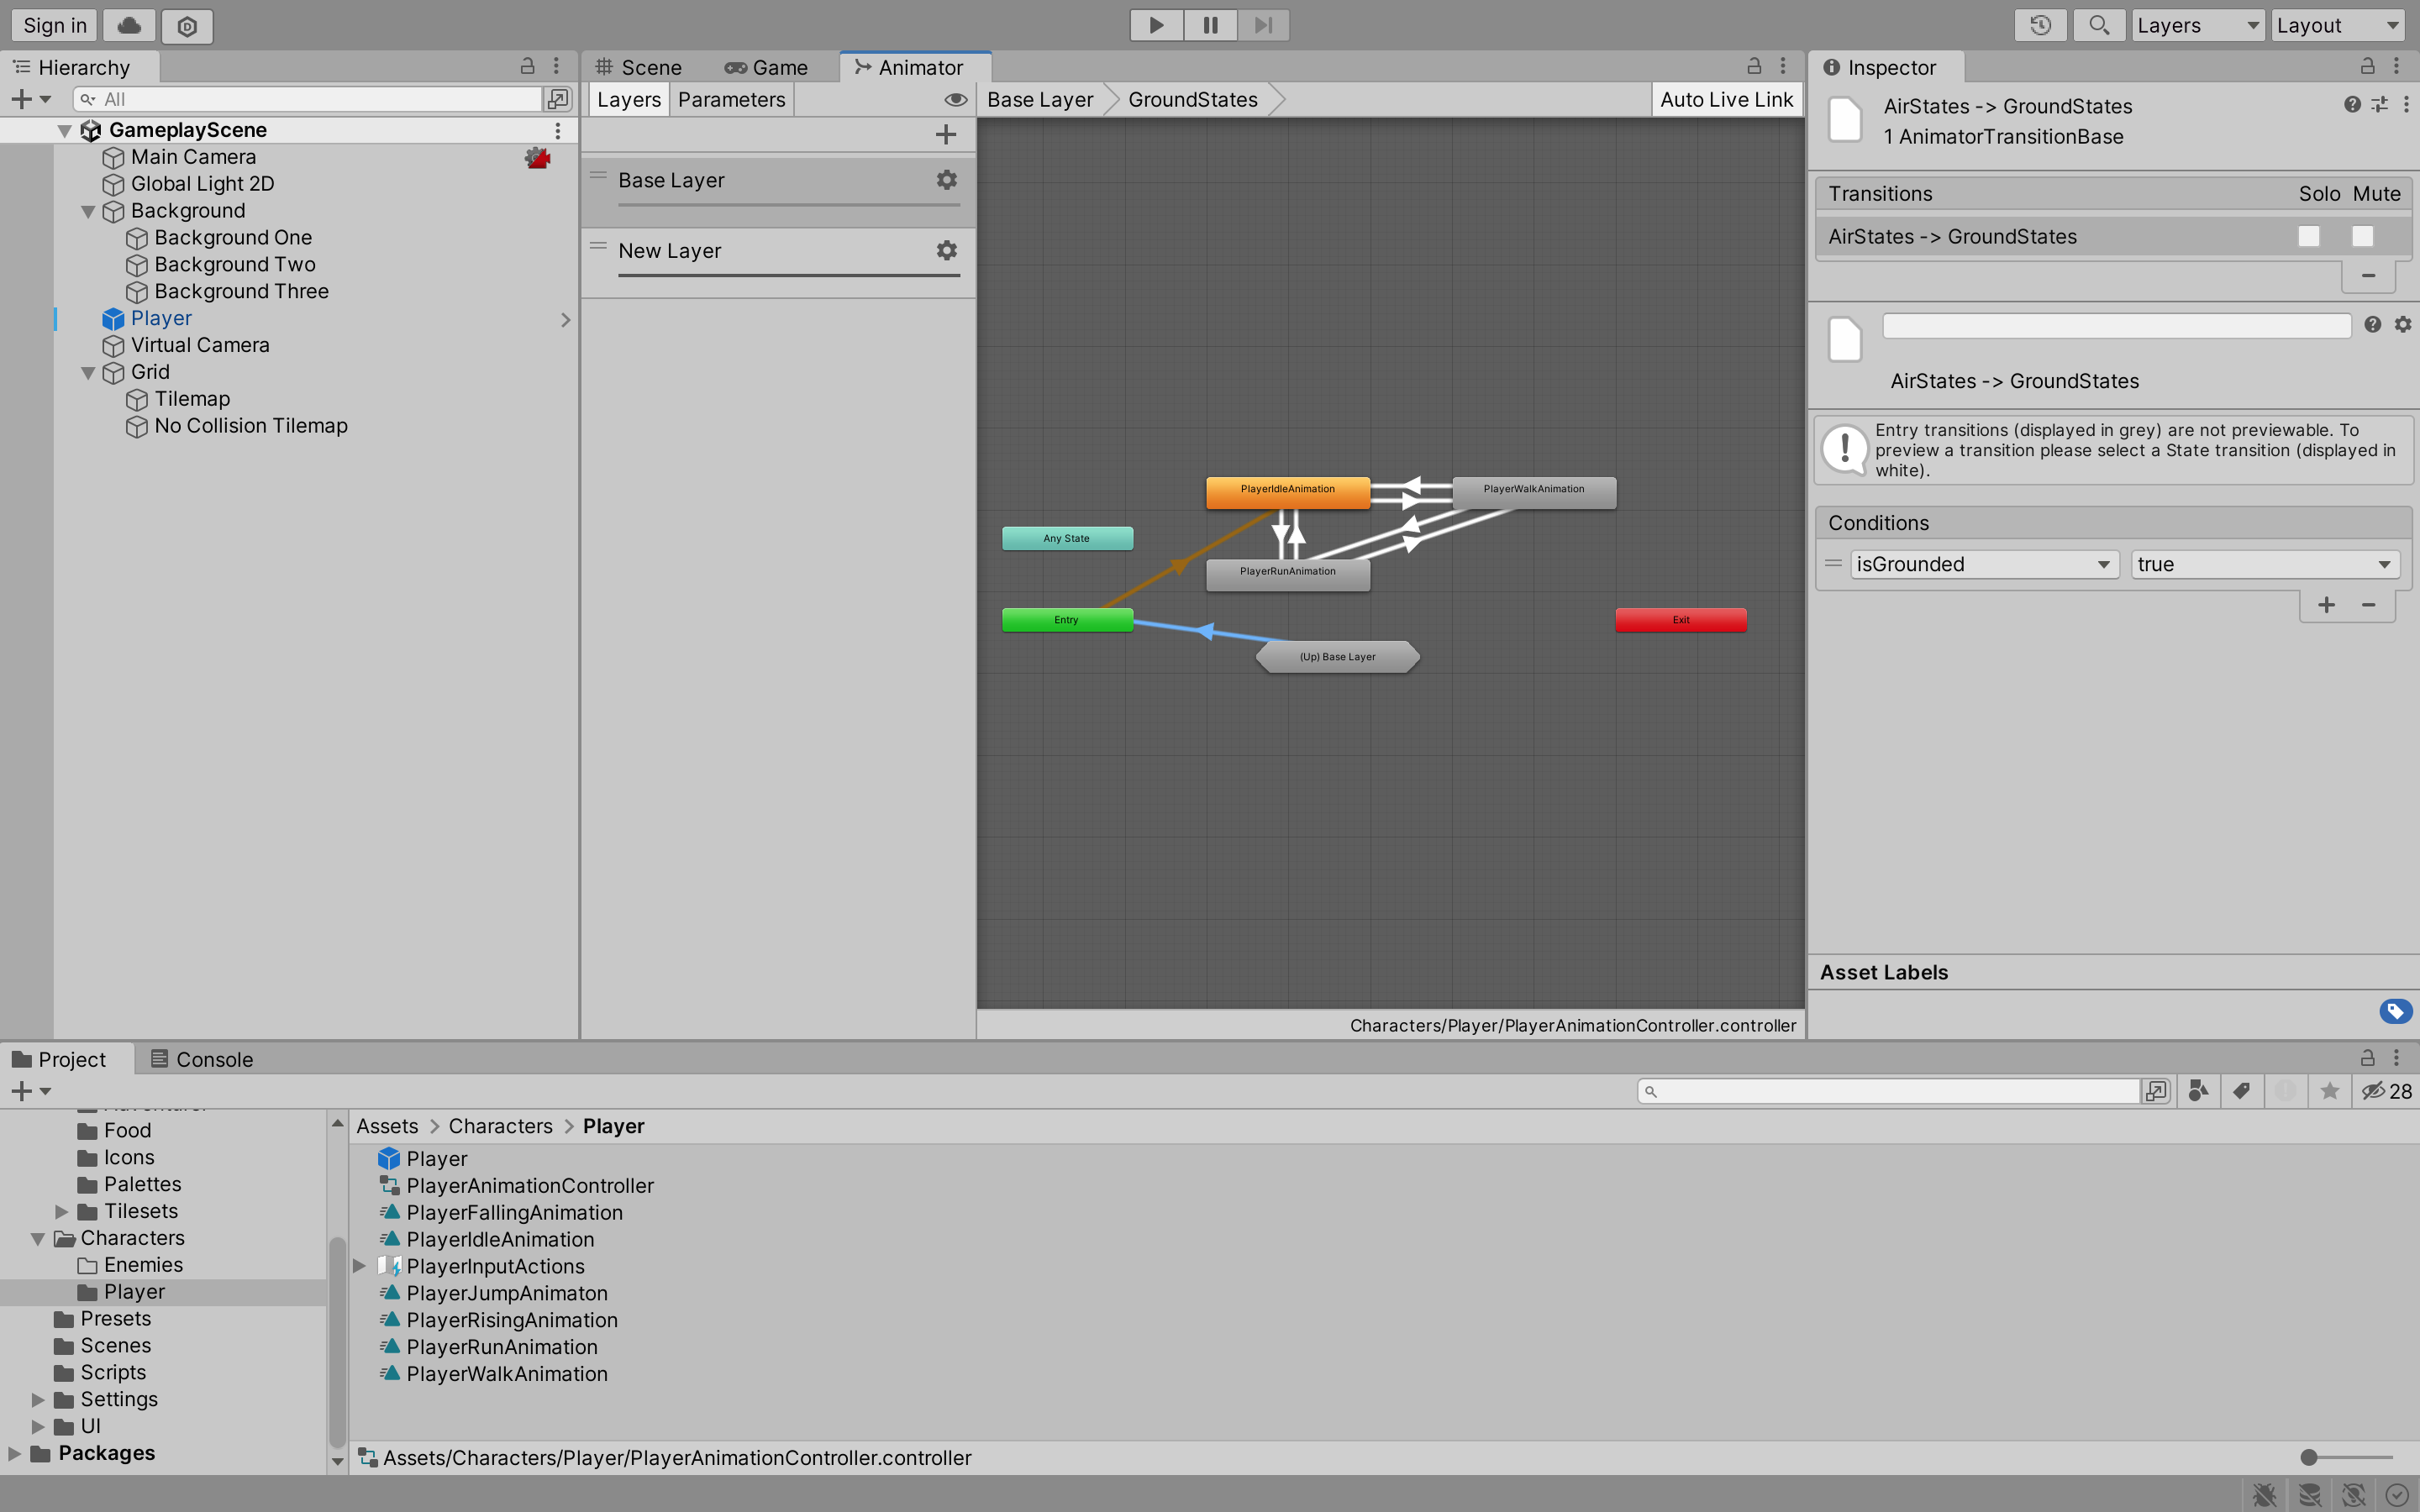 Sign in
Layers
Layout
Hierarchy
Scene
Game
Animator
Inspector
All
Layers
Parameters
Base Layer
GroundStates
Auto Live Link
AirStates -> GroundStates
1 AnimatorTransitionBase
GameplayScene
Main Camera
Global Light 2D
Background
Background One
Background Two
Background Three
Player
Virtual Camera
Grid
Tilemap
No Collision Tilemap
Base Layer
New Layer
PlayerIdleAnimation
PlayerWalkAnimation
Any State
PlayerRunAnimation
Entry
Exit
(Up) Base Layer
Characters/Player/PlayerAnimationController.controller
Transitions
Solo
Mute
AirStates -> GroundStates
AirStates -> GroundStates
Entry transitions (displayed in grey) are not previewable. To
preview a transition please select a State transition (displayed in
white).
Conditions
isGrounded
true
Asset Labels
Project
Console
28
Food
Icons
Palettes
Tilesets
Characters
Enemies
Player
Presets
Scenes
Scripts
Settings
UI
Packages
Assets > Characters > Player
Player
PlayerAnimationController
PlayerFallingAnimation
PlayerIdleAnimation
PlayerInputActions
PlayerJumpAnimaton
PlayerRisingAnimation
PlayerRunAnimation
PlayerWalkAnimation
Assets/Characters/Player/PlayerAnimationController.controller